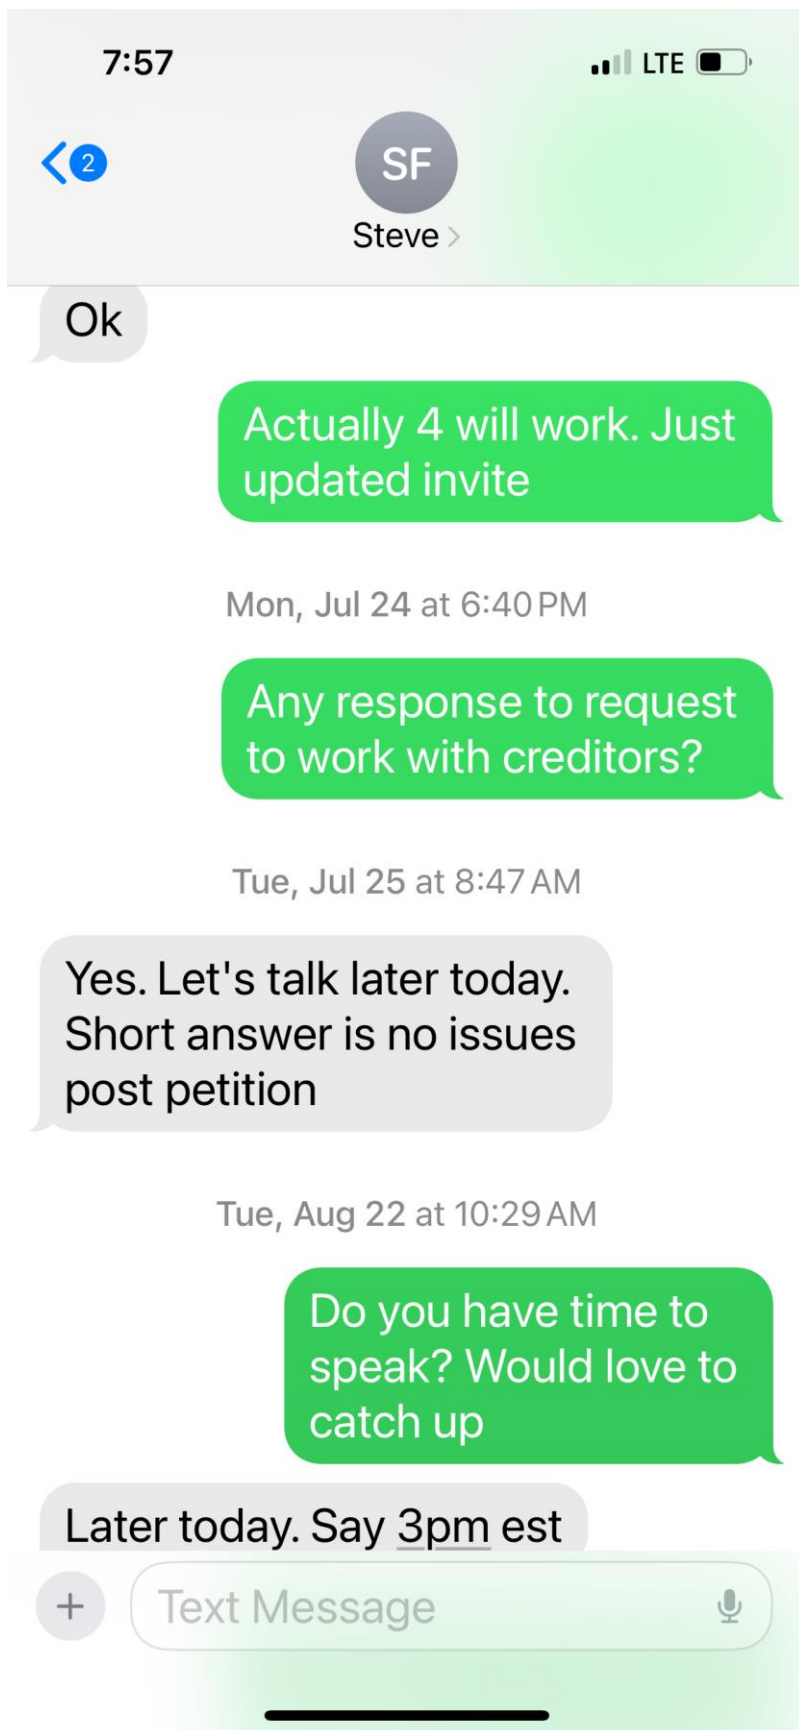 7:57
LTE
2
SF
Steve
Ok
Actually 4 will work. Just
updated invite
Mon, Jul 24 at 6:40 PM
Any response to request
to work with creditors?
Tue, Jul 25 at 8:47 AM
Yes. Let's talk later today.
Short answer is no issues
post petition
Tue, Aug 22 at 10:29 AM
Do you have time to
speak? Would love to
catch up
Later today. Say 3pm est
Text Message